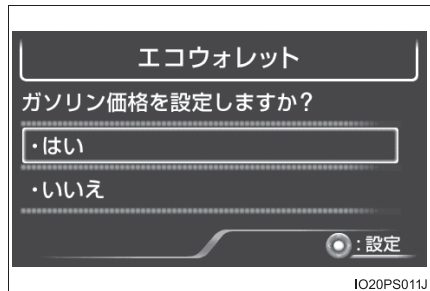 エコウォレット
ガソリン価格を設定しますか？
・はい
・いいえ
：設定
IO20PS011J